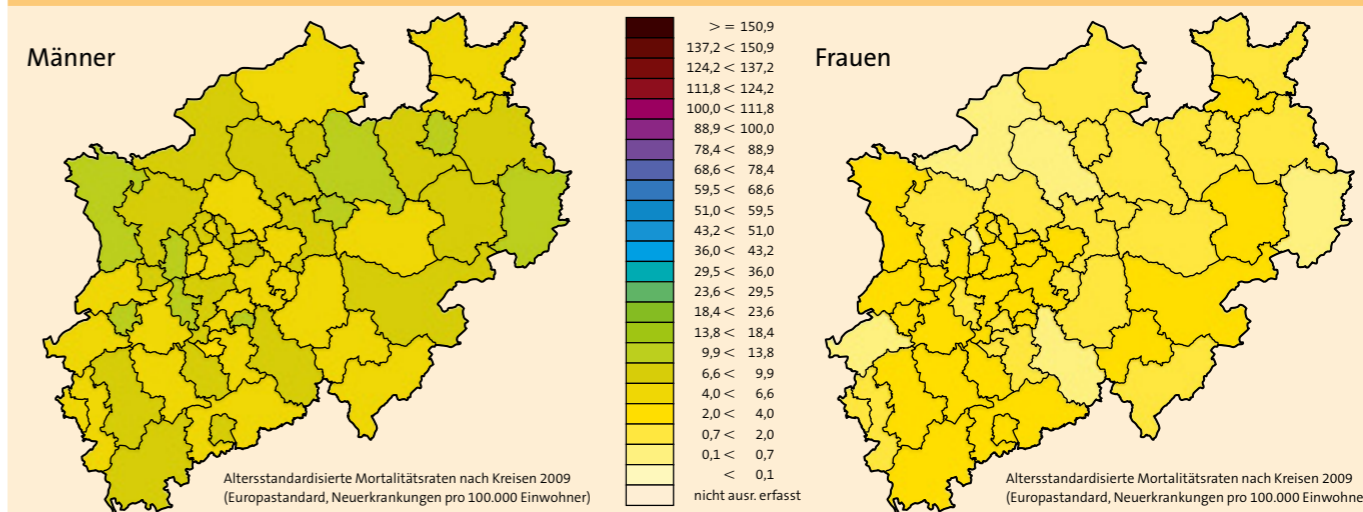 Männer
> = 150,9
137,2 < 150,9
124,2 < 137,2
111,8 < 124,2
100,0 < 111,8
88,9 < 100,0
78,4 < 88,9
68,6 < 78,4
59,5 < 68,6
51,0 < 59,5
43,2 < 51,0
36,0 < 43,2
29,5 < 36,0
23,6 < 29,5
18,4 < 23,6
13,8 < 18,4
9,9 < 13,8
6,6 < 9,9
4,0 < 6,6
2,0 < 4,0
0,7 < 2,0
0,1 < 0,7
< 0,1
nicht ausr. erfasst
Altersstandardisierte Mortalitätsraten nach Kreisen 2009
(Europastandard, Neuerkrankungen pro 100.000 Einwohner)
Frauen
Altersstandardisierte Mortalitätsraten nach Kreisen 2009
(Europastandard, Neuerkrankungen pro 100.000 Einwohne